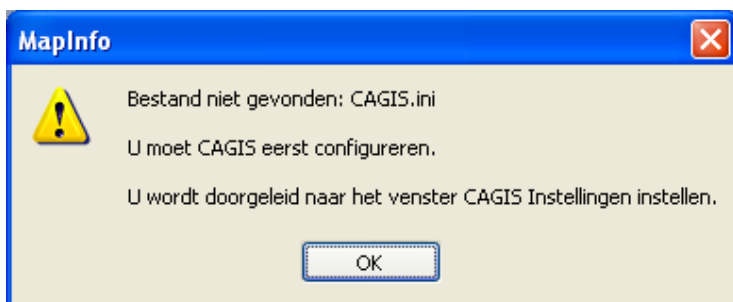 MapInfo
Bestand niet gevonden: CAGIS.ini
U moet CAGIS eerst configureren.
U wordt doorgeleid naar het venster CAGIS Instellingen instellen.
OK